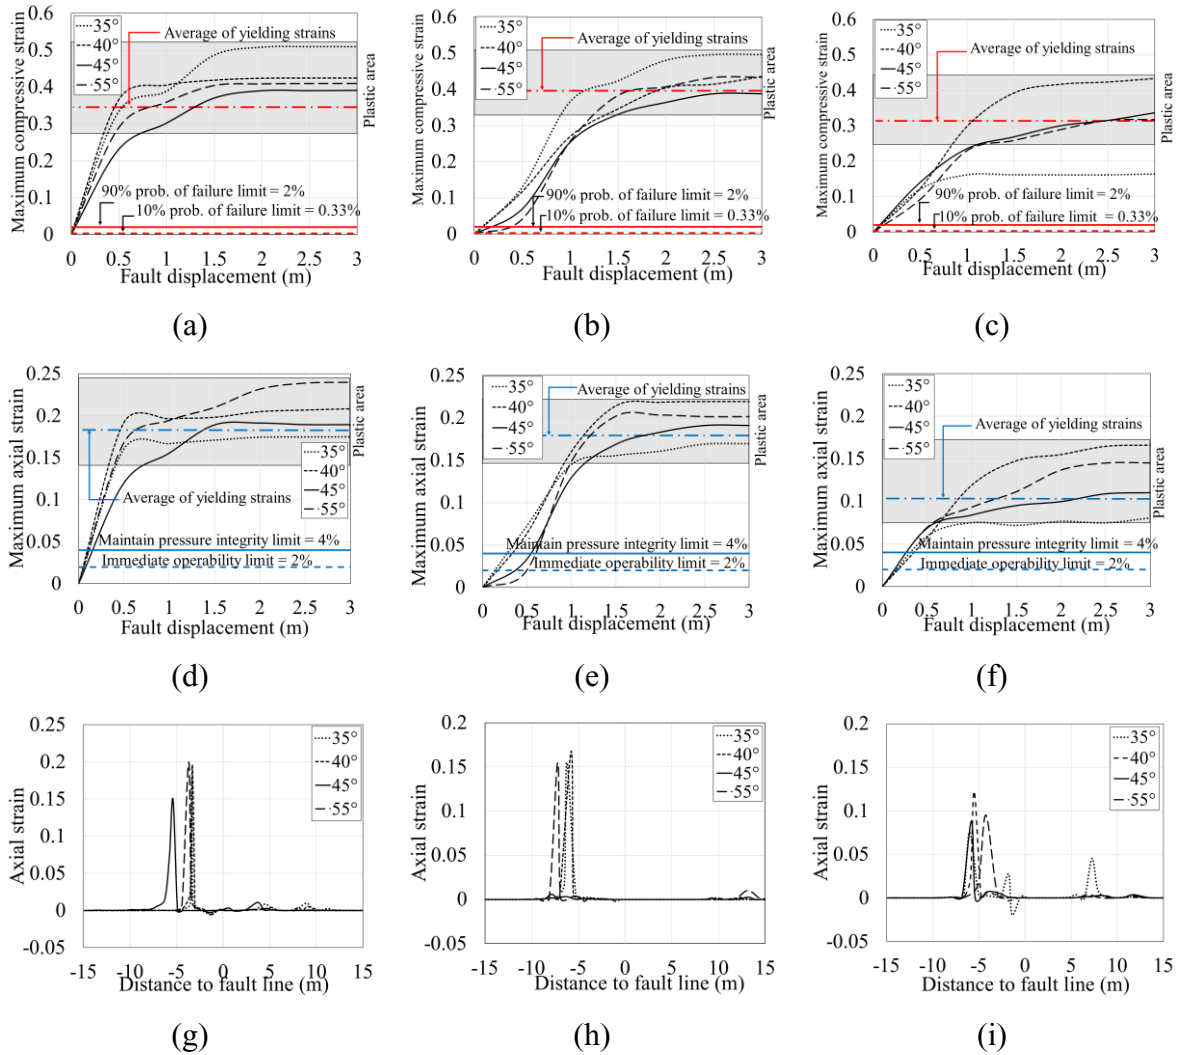 Maximum compressive strain
0.6
0.5
0.4
0.3
0.2
0.1
0
35°
40°
45°
55°
Average of yielding strains
Plastic area
90% prob. of failure limit = 2%
10% prob. of failure limit = 0.33%
0 0.5 1 1.5 2 2.5 3
Fault displacement (m)
(a)
Maximum compressive strain
0.6
0.5
0.4
0.3
0.2
0.1
0
35°
40°
45°
55°
Average of yielding strains
Plastic area
90% prob. of failure limit = 2%
10% prob. of failure limit = 0.33%
0 0.5 1 1.5 2 2.5 3
Fault displacement (m)
(b)
Maximum compressive strain
0.6
0.5
0.4
0.3
0.2
0.1
0
35°
40°
45°
55°
Average of yielding strains
Plastic area
90% prob. of failure limit = 2%
10% prob. of failure limit = 0.33%
0 0.5 1 1.5 2 2.5 3
Fault displacement (m)
(c)
Maximum axial strain
0.25
0.2
0.15
0.1
0.05
0
Plastic area
35°
40°
45°
55°
Average of yielding strains
Maintain pressure integrity limit = 4%
Immediate operability limit = 2%
0 0.5 1 1.5 2 2.5 3
Fault displacement (m)
(d)
Maximum axial strain
0.25
0.2
0.15
0.1
0.05
0
35°
40°
45°
55°
Average of yielding strains
Plastic area
Maintain pressure integrity limit = 4%
Immediate operability limit = 2%
0 0.5 1 1.5 2 2.5 3
Fault displacement (m)
(e)
Maximum axial strain
0.25
0.2
0.15
0.1
0.05
0
35°
40°
45°
55°
Average of yielding strains
Plastic area
Maintain pressure integrity limit = 4%
Immediate operability limit = 2%
0 0.5 1 1.5 2 2.5 3
Fault displacement (m)
(f)
Axial strain
0.25
0.2
0.15
0.1
0.05
0
-0.05
35°
40°
45°
55°
-15 -10 -5 0 5 10 15
Distance to fault line (m)
(g)
Axial strain
0.2
0.15
0.1
0.05
0
-0.05
35°
40°
45°
55°
-15 -10 -5 0 5 10 15
Distance to fault line (m)
(h)
Axial strain
0.2
0.15
0.1
0.05
0
-0.05
35°
40°
45°
55°
-15 -10 -5 0 5 10 15
Distance to fault line (m)
(i)